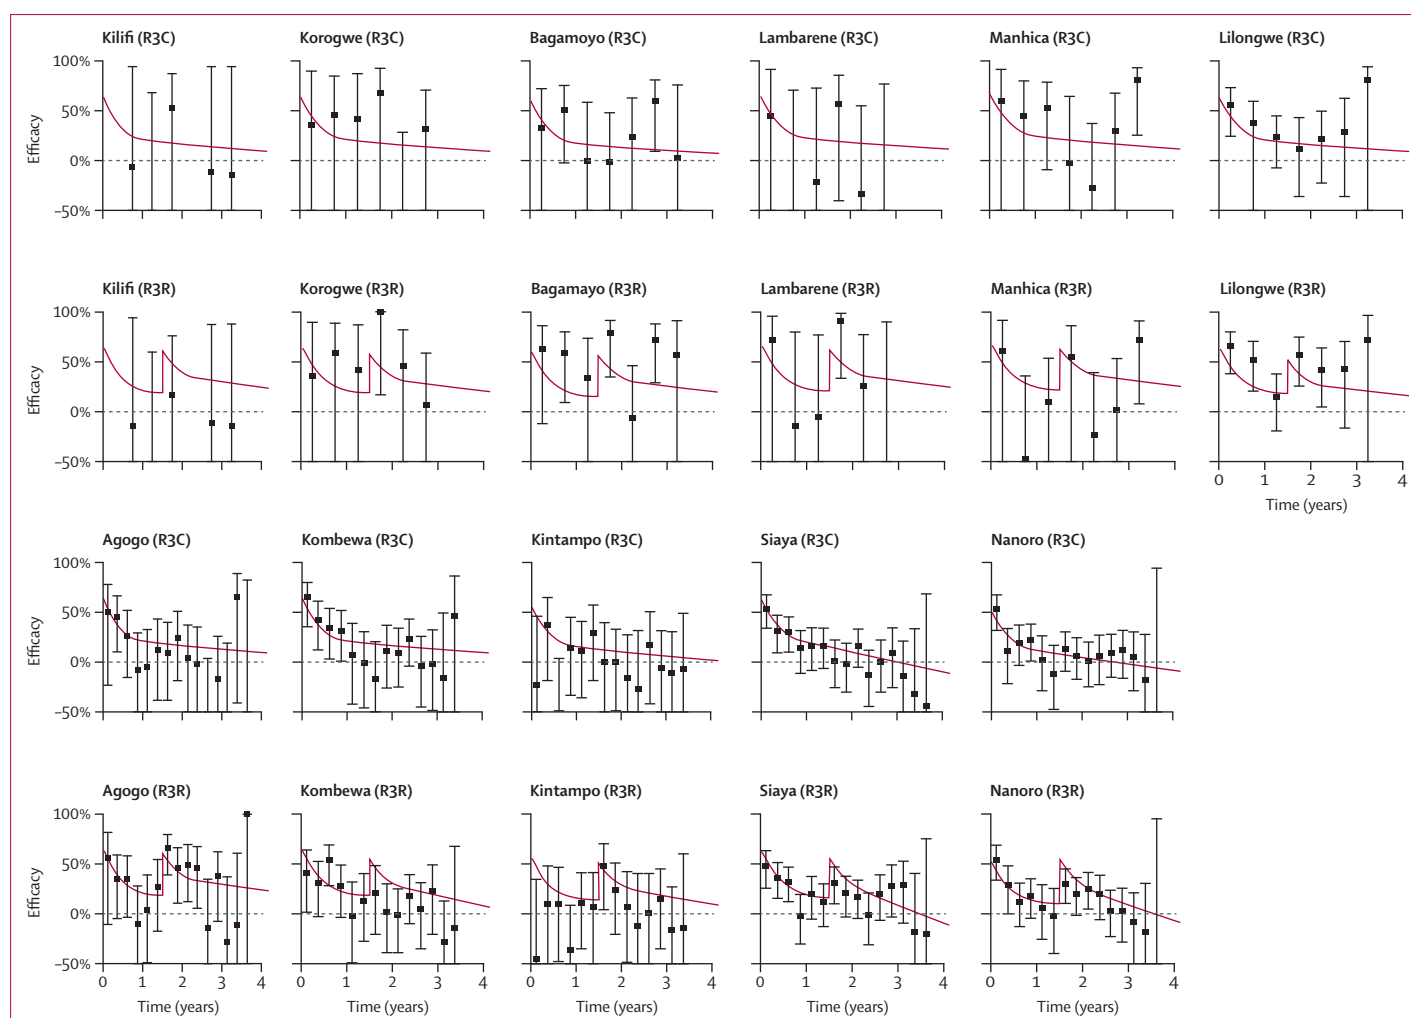 Kilifi (R3C)
Korogwe (R3C)
Bagamoyo (R3C)
Lambarene (R3C)
Manhica (R3C)
Lilongwe (R3C)
100%
50%
0%
–50%
Efficacy
Kilifi (R3R)
Korogwe (R3R)
Bagamayo (R3R)
Lambarene (R3R)
Manhica (R3R)
Lilongwe (R3R)
100%
50%
0%
–50%
Efficacy
0 1 2 3 4
Time (years)
Agogo (R3C)
Kombewa (R3C)
Kintampo (R3C)
Siaya (R3C)
Nanoro (R3C)
100%
50%
0%
–50%
Efficacy
Agogo (R3R)
Kombewa (R3R)
Kintampo (R3R)
Siaya (R3R)
Nanoro (R3R)
100%
50%
0%
–50%
Efficacy
0 1 2 3 4
Time (years)
0 1 2 3 4
Time (years)
0 1 2 3 4
Time (years)
0 1 2 3 4
Time (years)
0 1 2 3 4
Time (years)